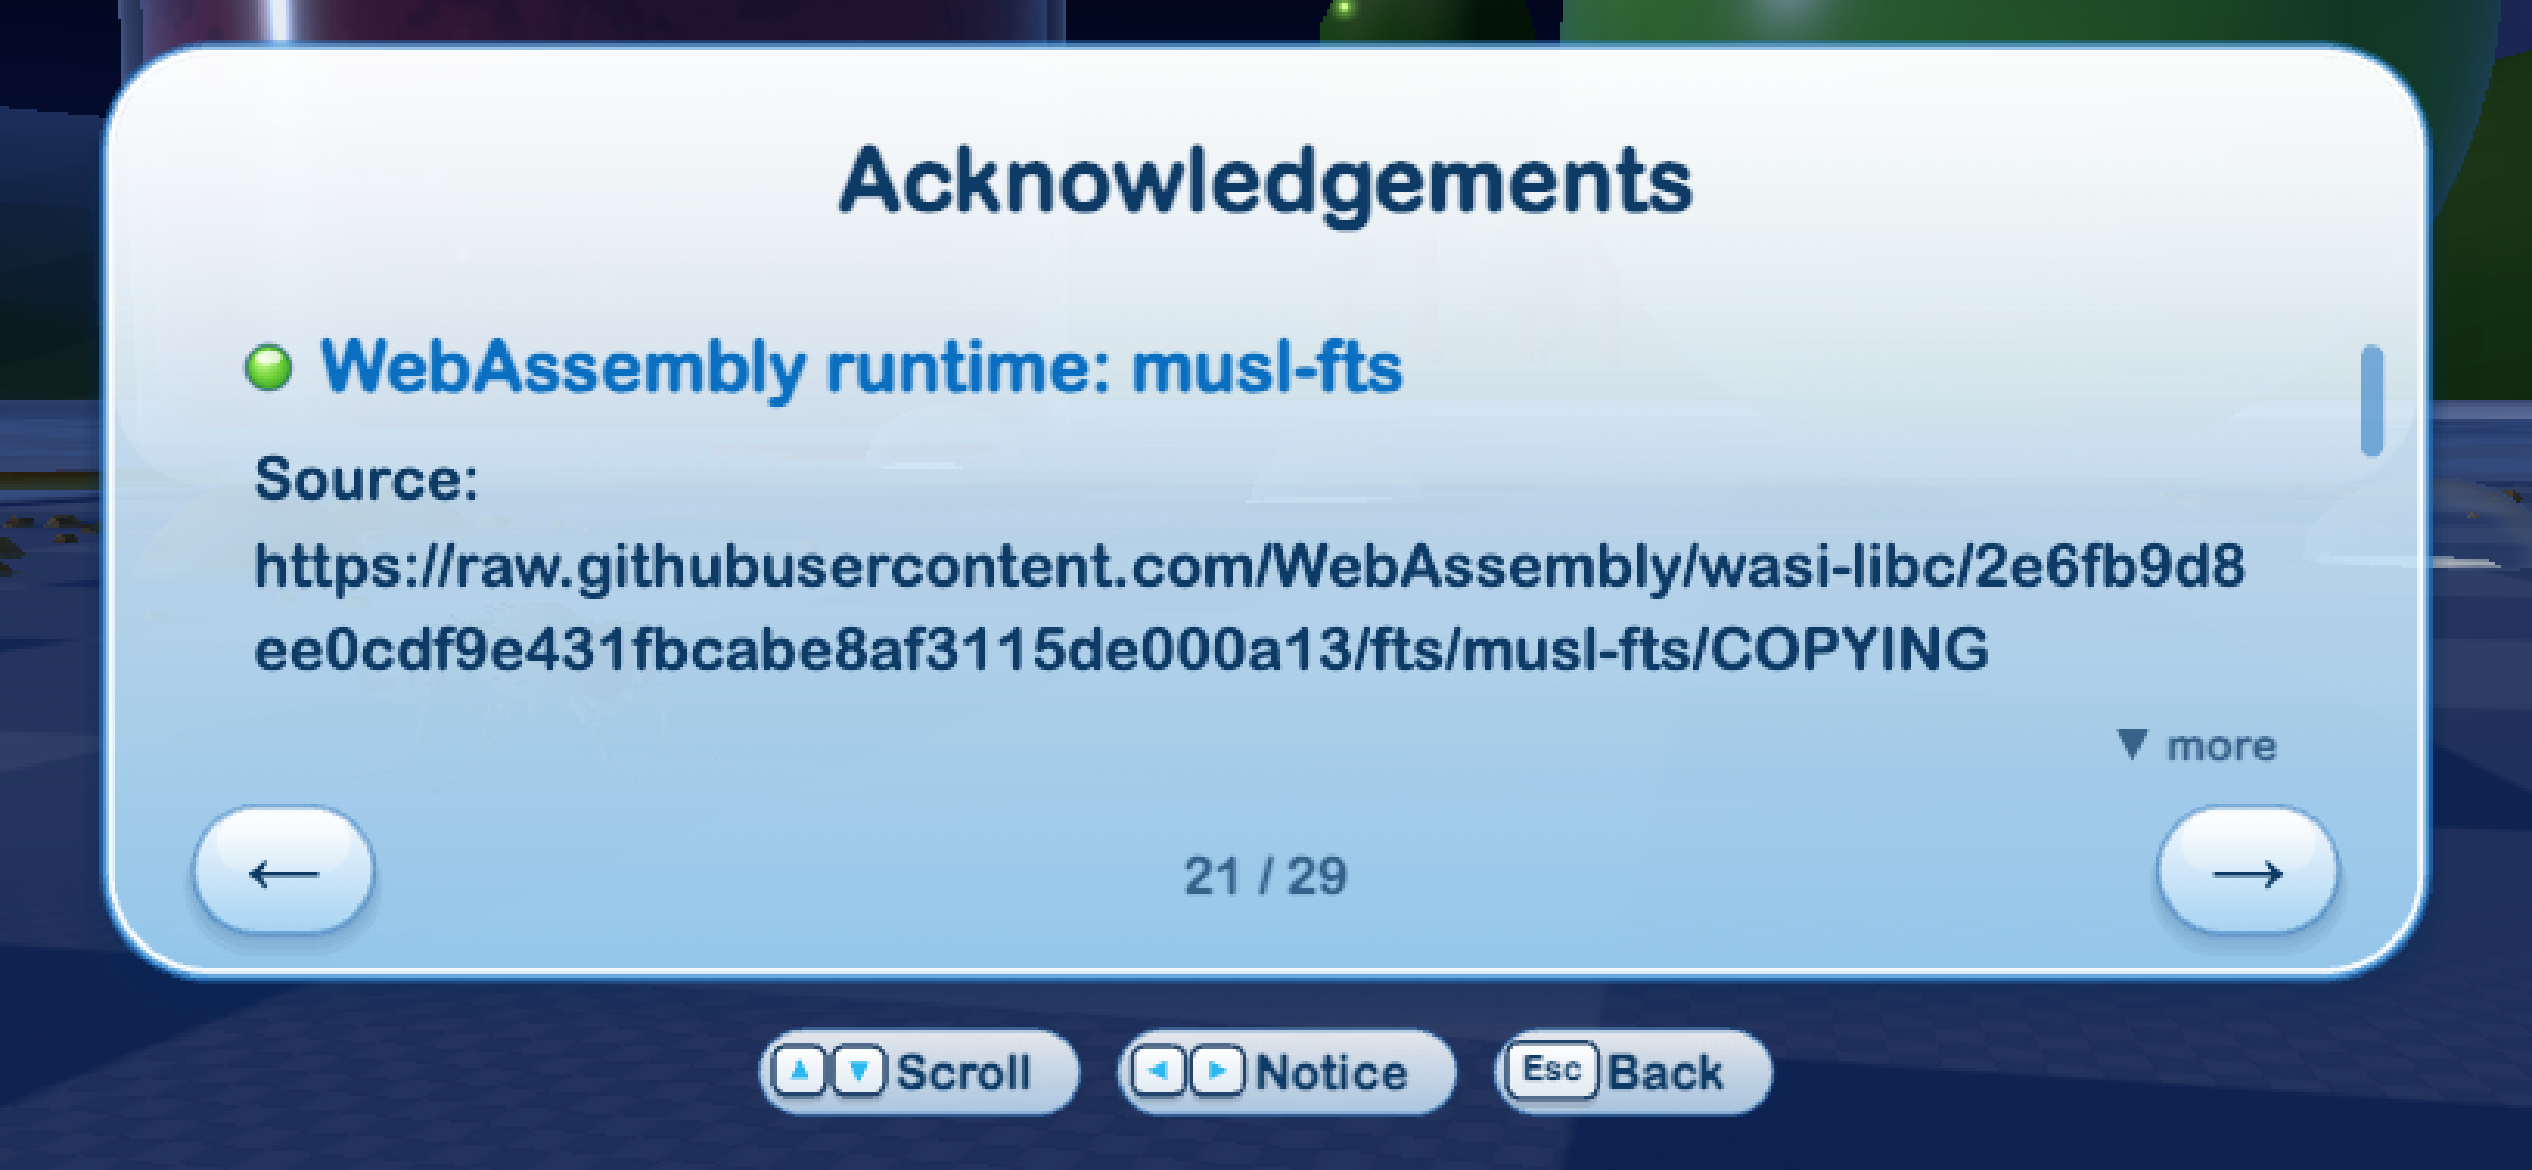 Acknowledgements
WebAssembly runtime: musl-fts
Source:
https://raw.githubusercontent.com/WebAssembly/wasi-libc/2e6fb9d8
ee0cdf9e431fbcabe8af3115de000a13/fts/musl-fts/COPYING
▼ more
← 21 / 29 →
▲ ▼ Scroll ◄ ► Notice Esc Back